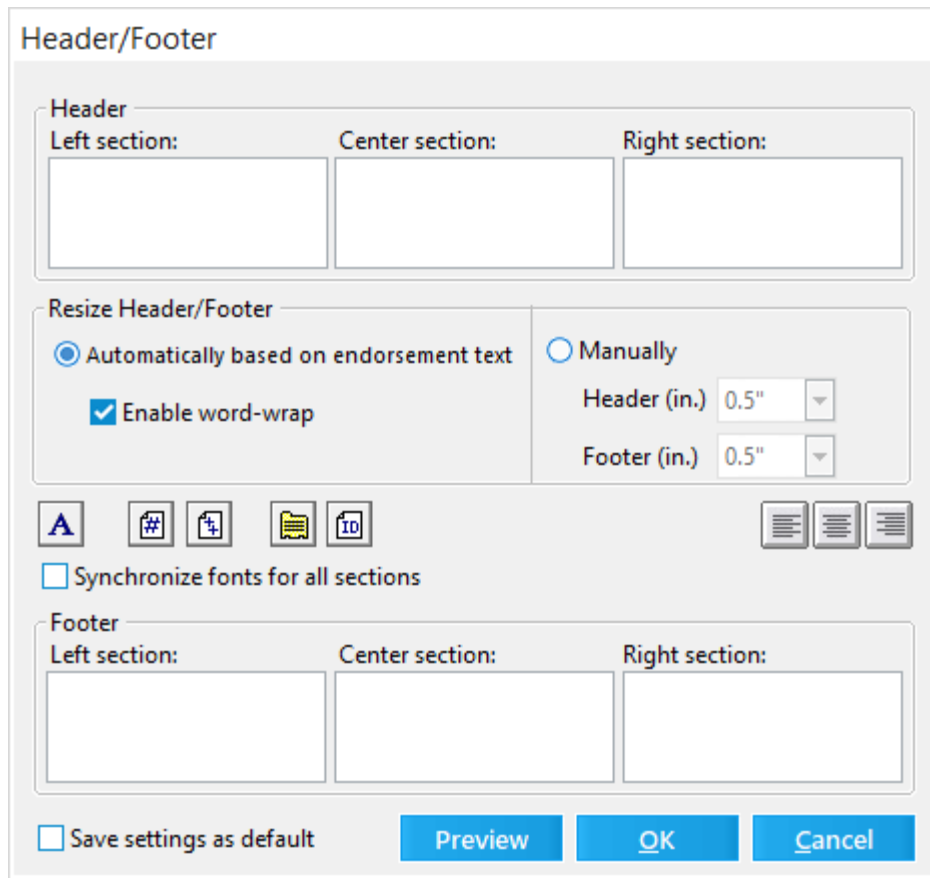 Header/Footer
Header
Left section: Center section: Right section:
Resize Header/Footer
Automatically based on endorsement text
Manually
Enable word-wrap
Header (in.) 0.5"
Footer (in.) 0.5"
A # ID
Synchronize fonts for all sections
Footer
Left section: Center section: Right section:
Save settings as default Preview OK Cancel